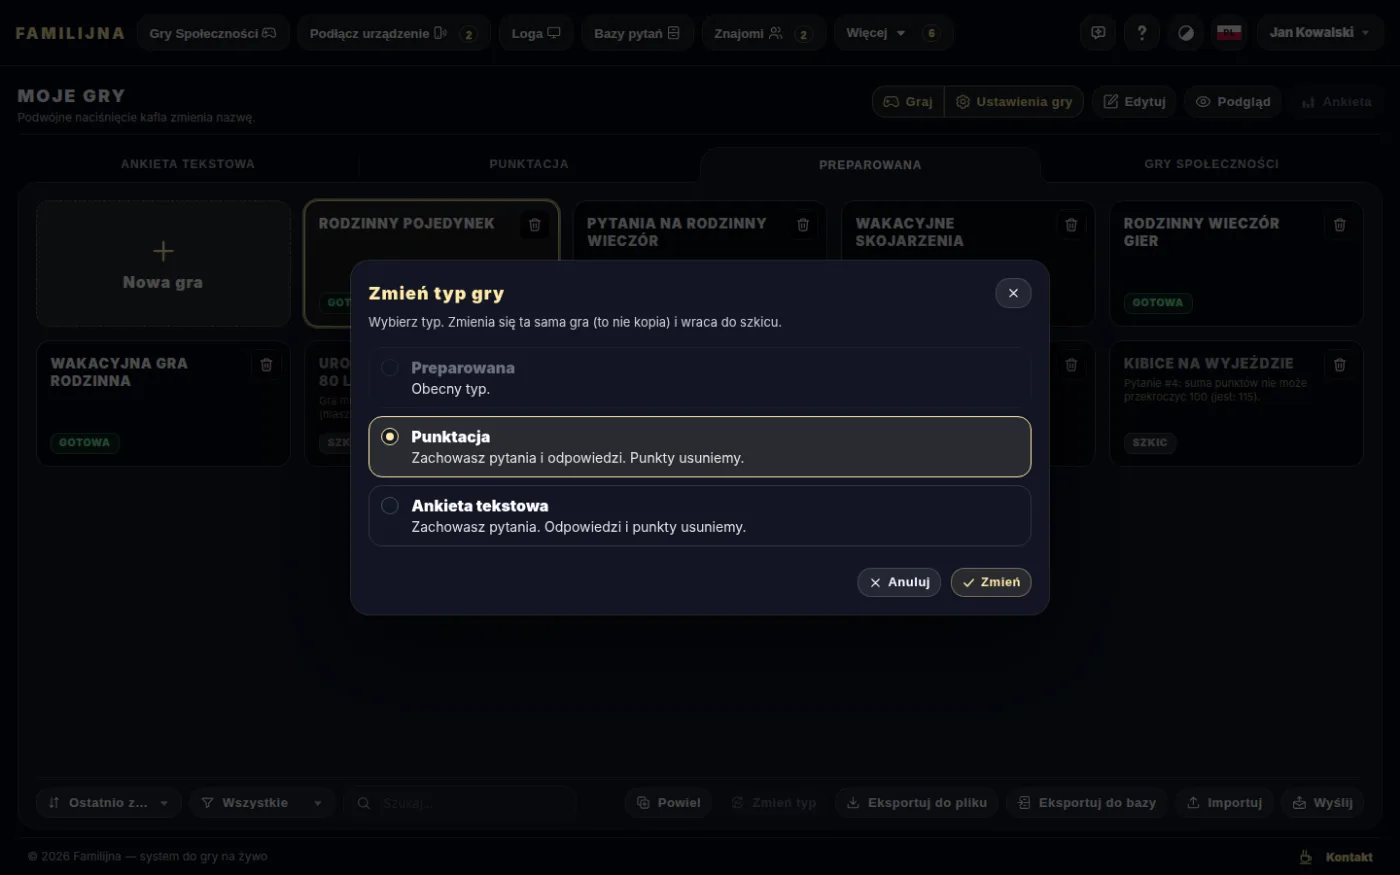 FAMILIJNA
Gry Społeczności
Podłącz urządzenie 2
Loga
Bazy pytań
Znajomi 2
Więcej 6
?
PL
Jan Kowalski
MOJE GRY
Podwójne naciśnięcie kafla zmienia nazwę.
Graj
Ustawienia gry
Edytuj
Podgląd
Ankieta
ANKIETA TEKSTOWA
PUNKTACJA
PREPAROWANA
GRY SPOŁECZNOŚCI
Nowa gra
RODZINNY POJEDYNEK
PYTANIA NA RODZINNY
WIECZÓR
WAKACYJNE
SKOJARZENIA
RODZINNY WIECZÓR
GIER
GOTOWA
WAKACYJNA GRA
RODZINNA
GOTOWA
KIBICE NA WYJEŹDZIE
Pytanie #4: suma punktów nie może
przekroczyć 100 (jest: 115).
SZKIC
Zmień typ gry
Wybierz typ. Zmienia się ta sama gra (to nie kopia) i wraca do szkicu.
Preparowana
Obecny typ.
Punktacja
Zachowasz pytania i odpowiedzi. Punkty usuniemy.
Ankieta tekstowa
Zachowasz pytania. Odpowiedzi i punkty usuniemy.
Anuluj
Zmień
Ostatnio z...
Wszystkie
Szukaj...
Powiel
Zmień typ
Eksportuj do pliku
Eksportuj do bazy
Importuj
Wyślij
© 2026 Familijna — system do gry na żywo
Kontakt